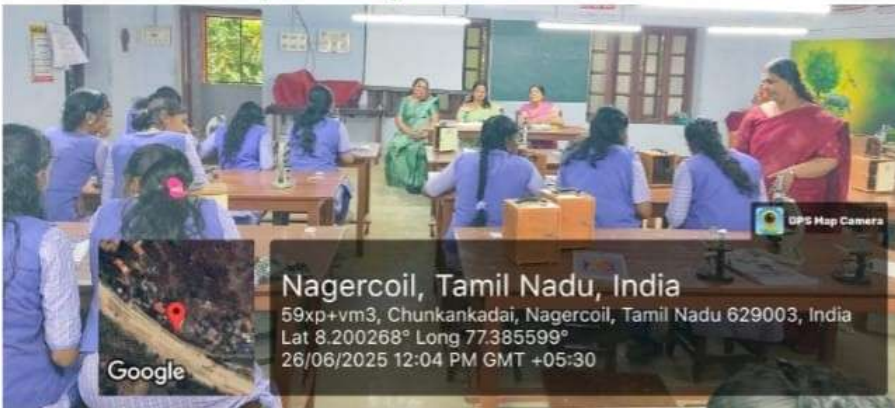 GPS Map Camera
Nagercoil, Tamil Nadu, India
59xp+vm3, Chunkankadai, Nagercoil, Tamil Nadu 629003, India
Lat 8.200268° Long 77.385599°
26/06/2025 12:04 PM GMT +05:30
Google